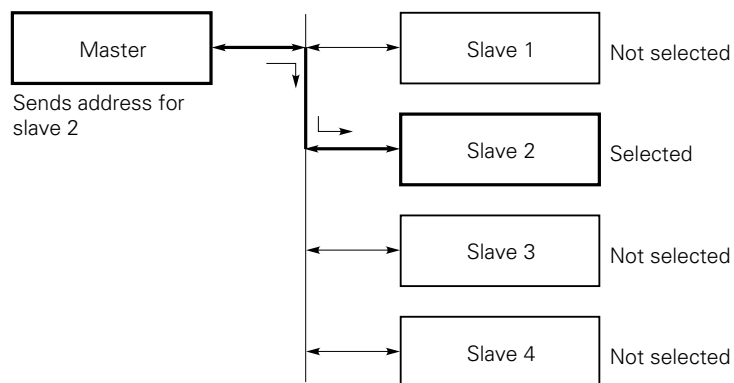 Master
Sends address for
slave 2
Slave 1
Not selected
Slave 2
Selected
Slave 3
Not selected
Slave 4
Not selected